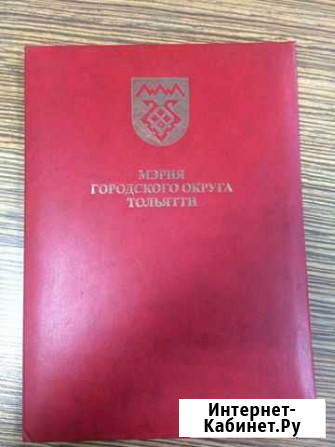 МЭРИЯ
ГОРОДСКОГО ОКРУГА
ТОЛЬЯТТИ
Интернет-
Кабинет.Ру